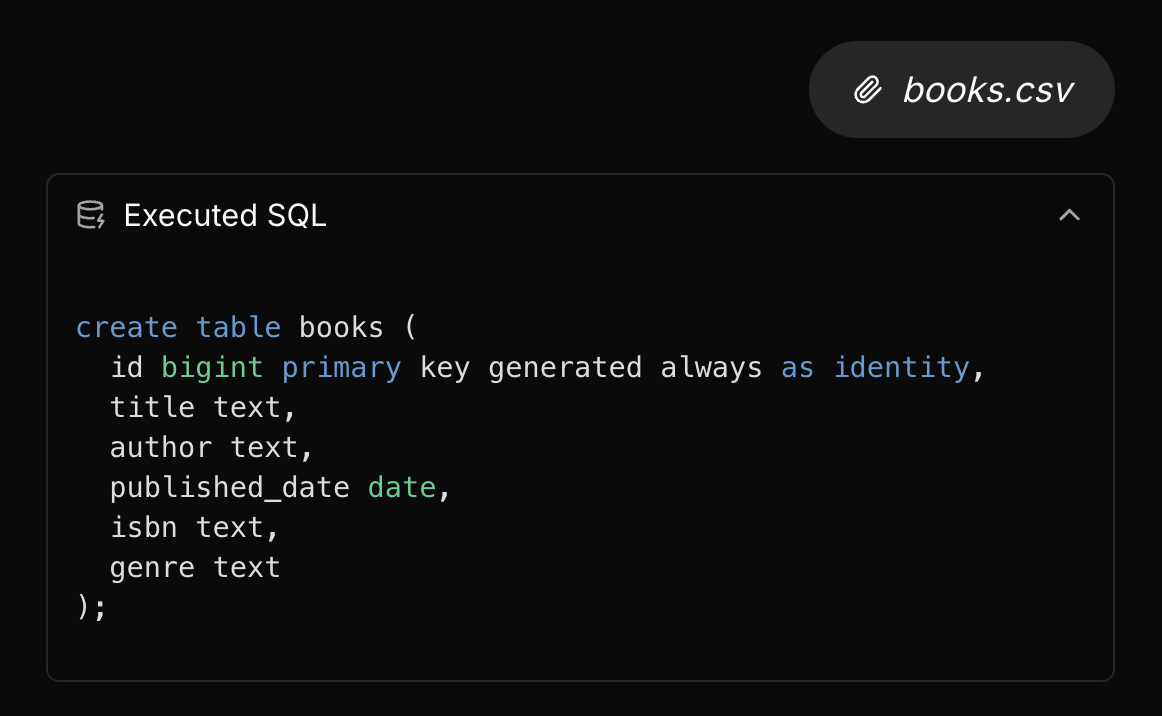 books.csv
Executed SQL
create table books (
  id bigint primary key generated always as identity,
  title text,
  author text,
  published_date date,
  isbn text,
  genre text
);